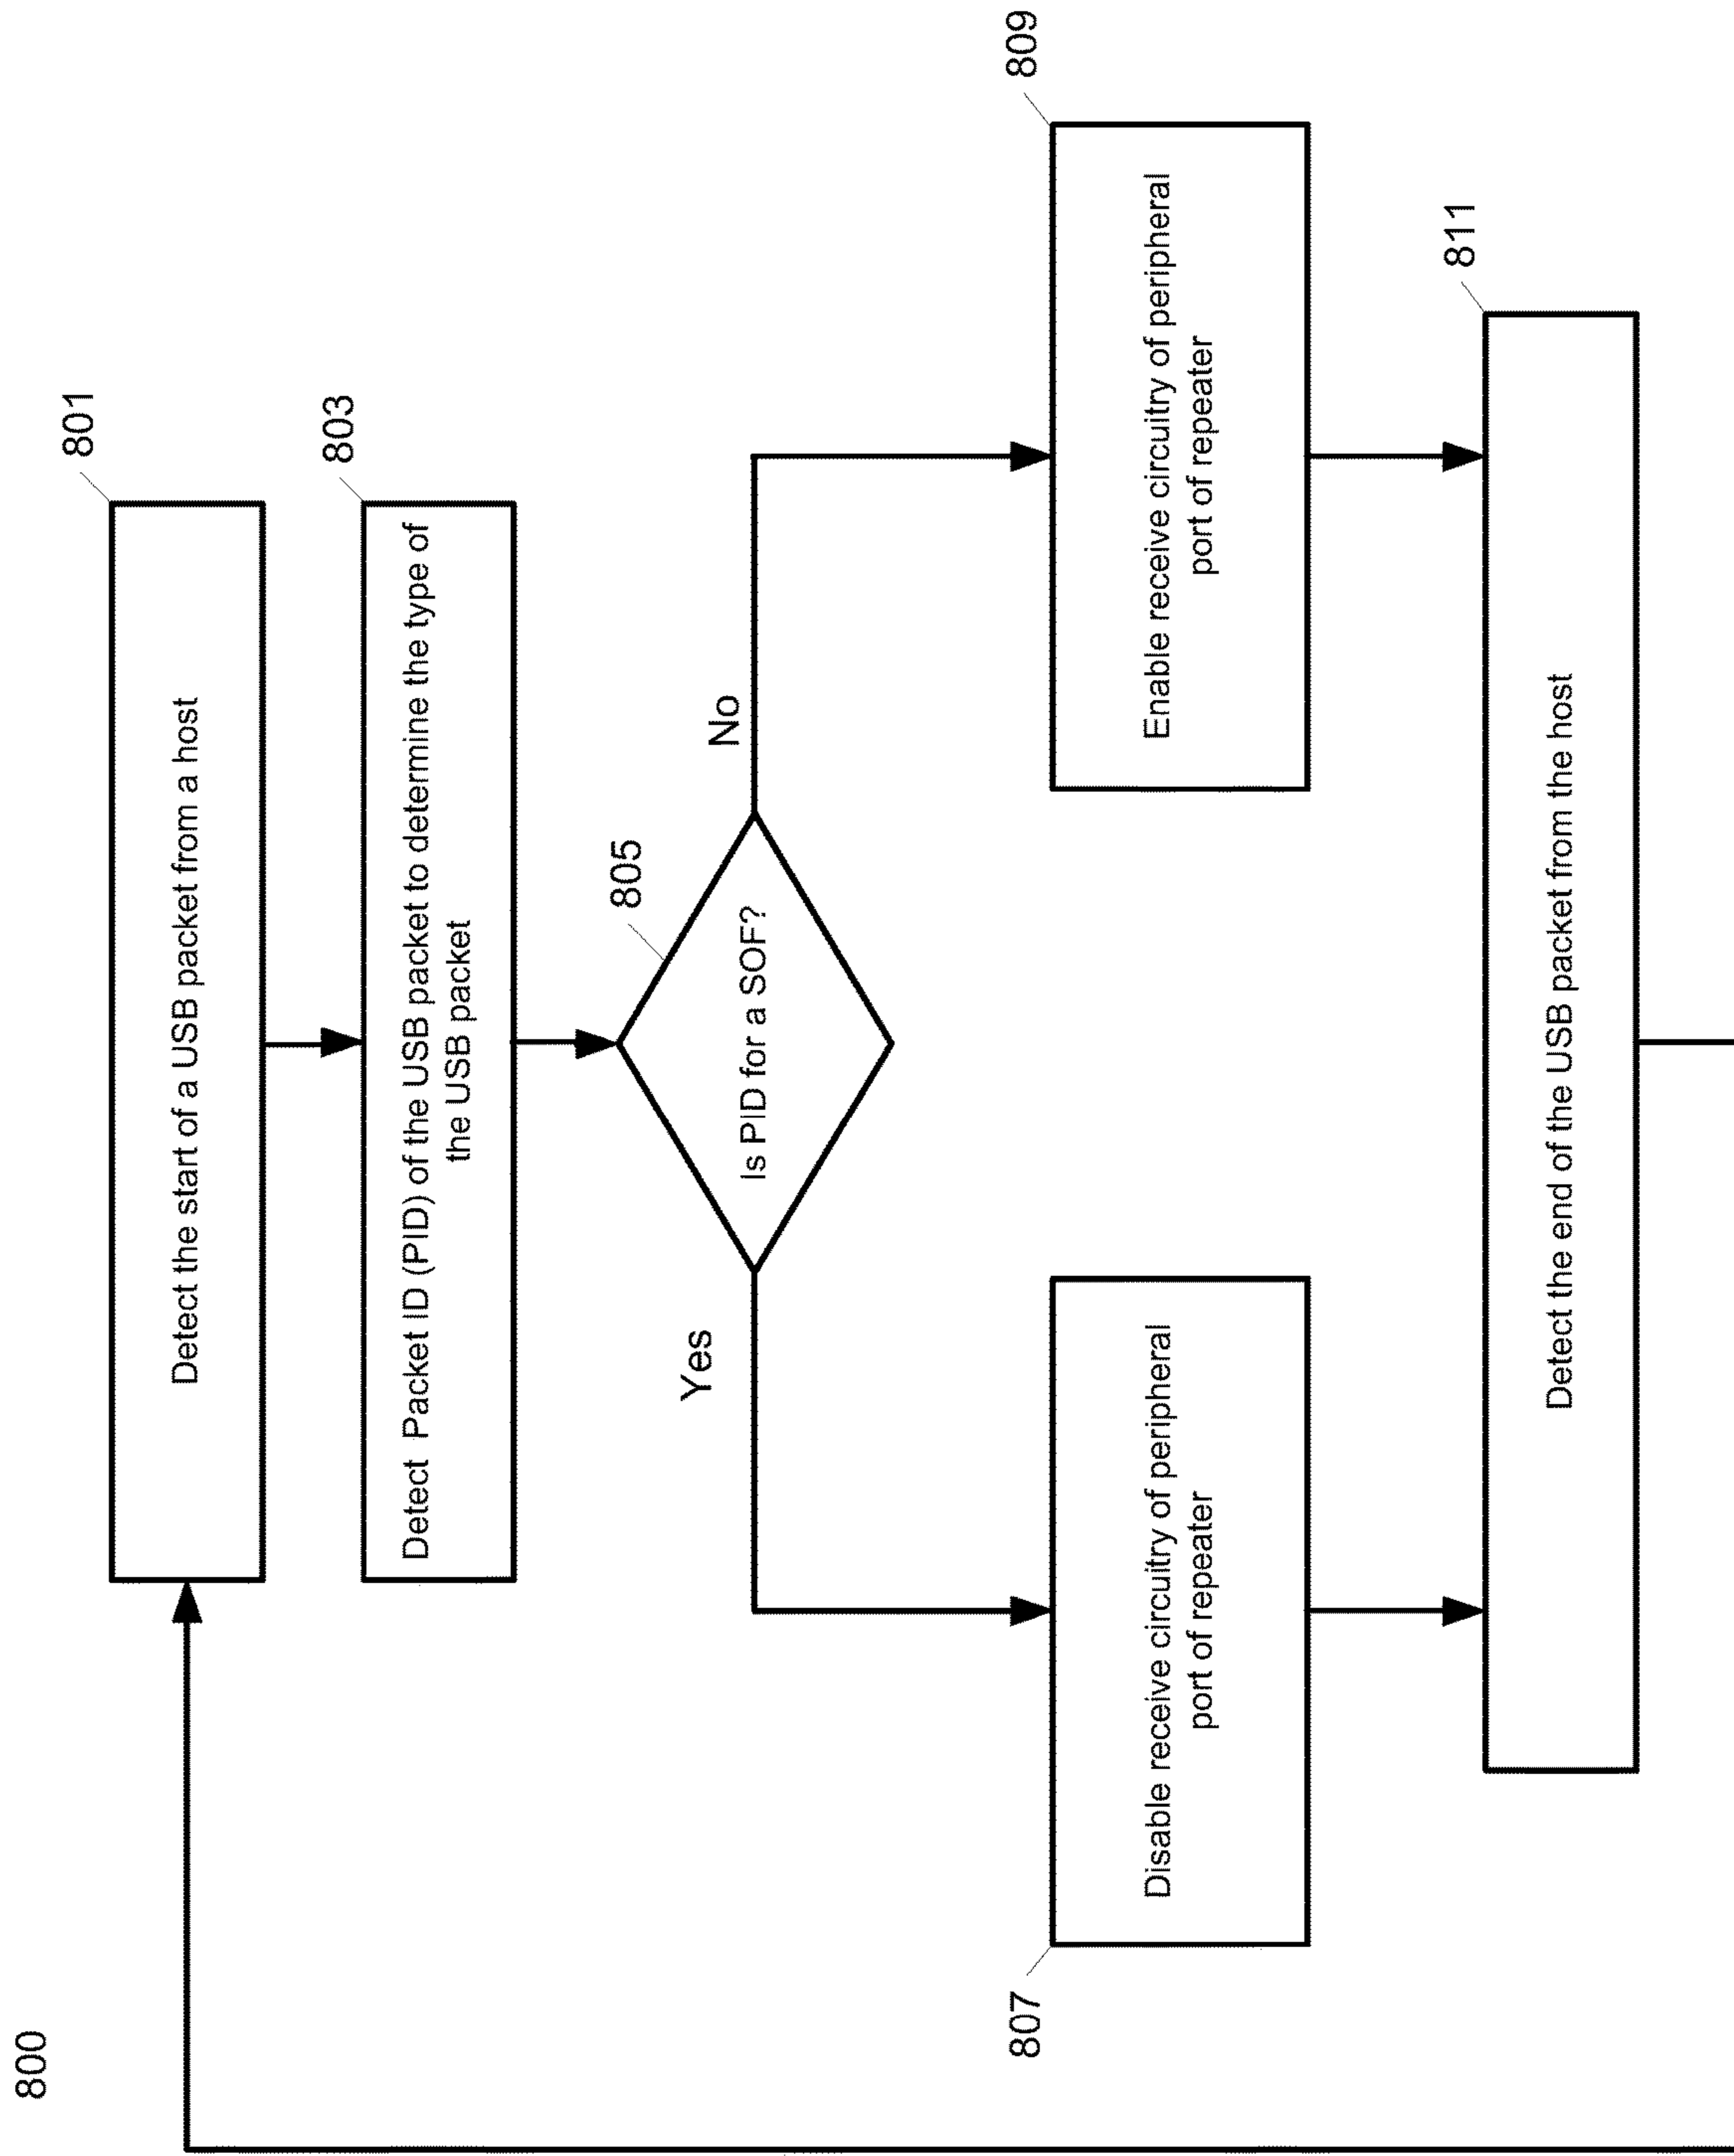 800
801
Detect the start of a USB packet from a host
803
Detect Packet ID (PID) of the USB packet to determine the type of
the USB packet
805
Is PID for a SOF?
Yes
No
807
Disable receive circuitry of peripheral
port of repeater
809
Enable receive circuitry of peripheral
port of repeater
811
Detect the end of the USB packet from the host